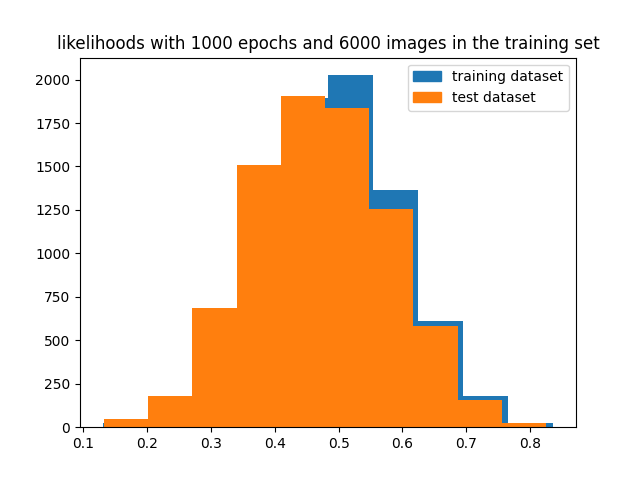 likelihoods with 1000 epochs and 6000 images in the training set
training dataset
test dataset
2000
1750
1500
1250
1000
750
500
250
0
0.1 0.2 0.3 0.4 0.5 0.6 0.7 0.8